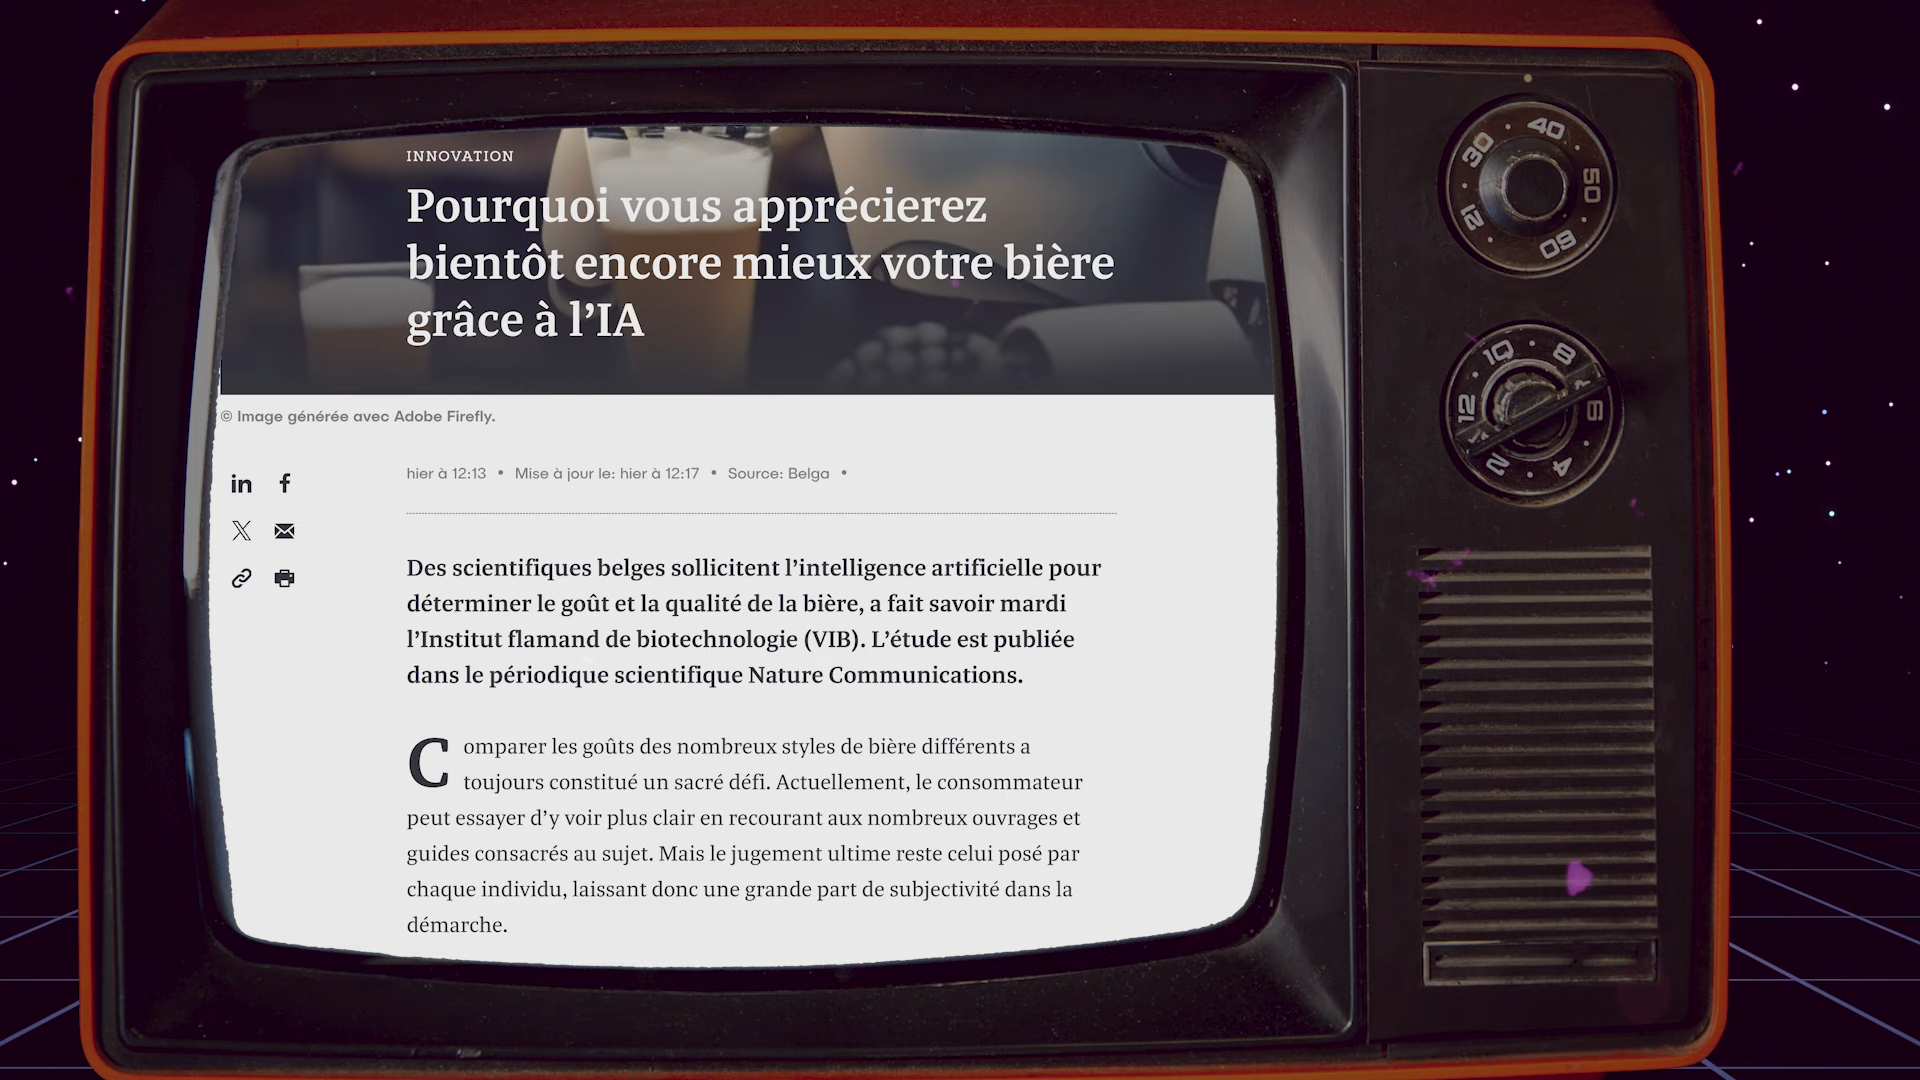 INNOVATION
Pourquoi vous apprécierez
bientôt encore mieux votre bière
grâce à l’IA
© Image générée avec Adobe Firefly.
hier à 12:13 • Mise à jour le: hier à 12:17 • Source: Belga •
Des scientifiques belges sollicitent l’intelligence artificielle pour
déterminer le goût et la qualité de la bière, a fait savoir mardi
l’Institut flamand de biotechnologie (VIB). L’étude est publiée
dans le périodique scientifique Nature Communications.
Comparer les goûts des nombreux styles de bière différents a
toujours constitué un sacré défi. Actuellement, le consommateur
peut essayer d’y voir plus clair en recourant aux nombreux ouvrages et
guides consacrés au sujet. Mais le jugement ultime reste celui posé par
chaque individu, laissant donc une grande part de subjectivité dans la
démarche.
12 30 40 50 60
2 4 6 8 10 12